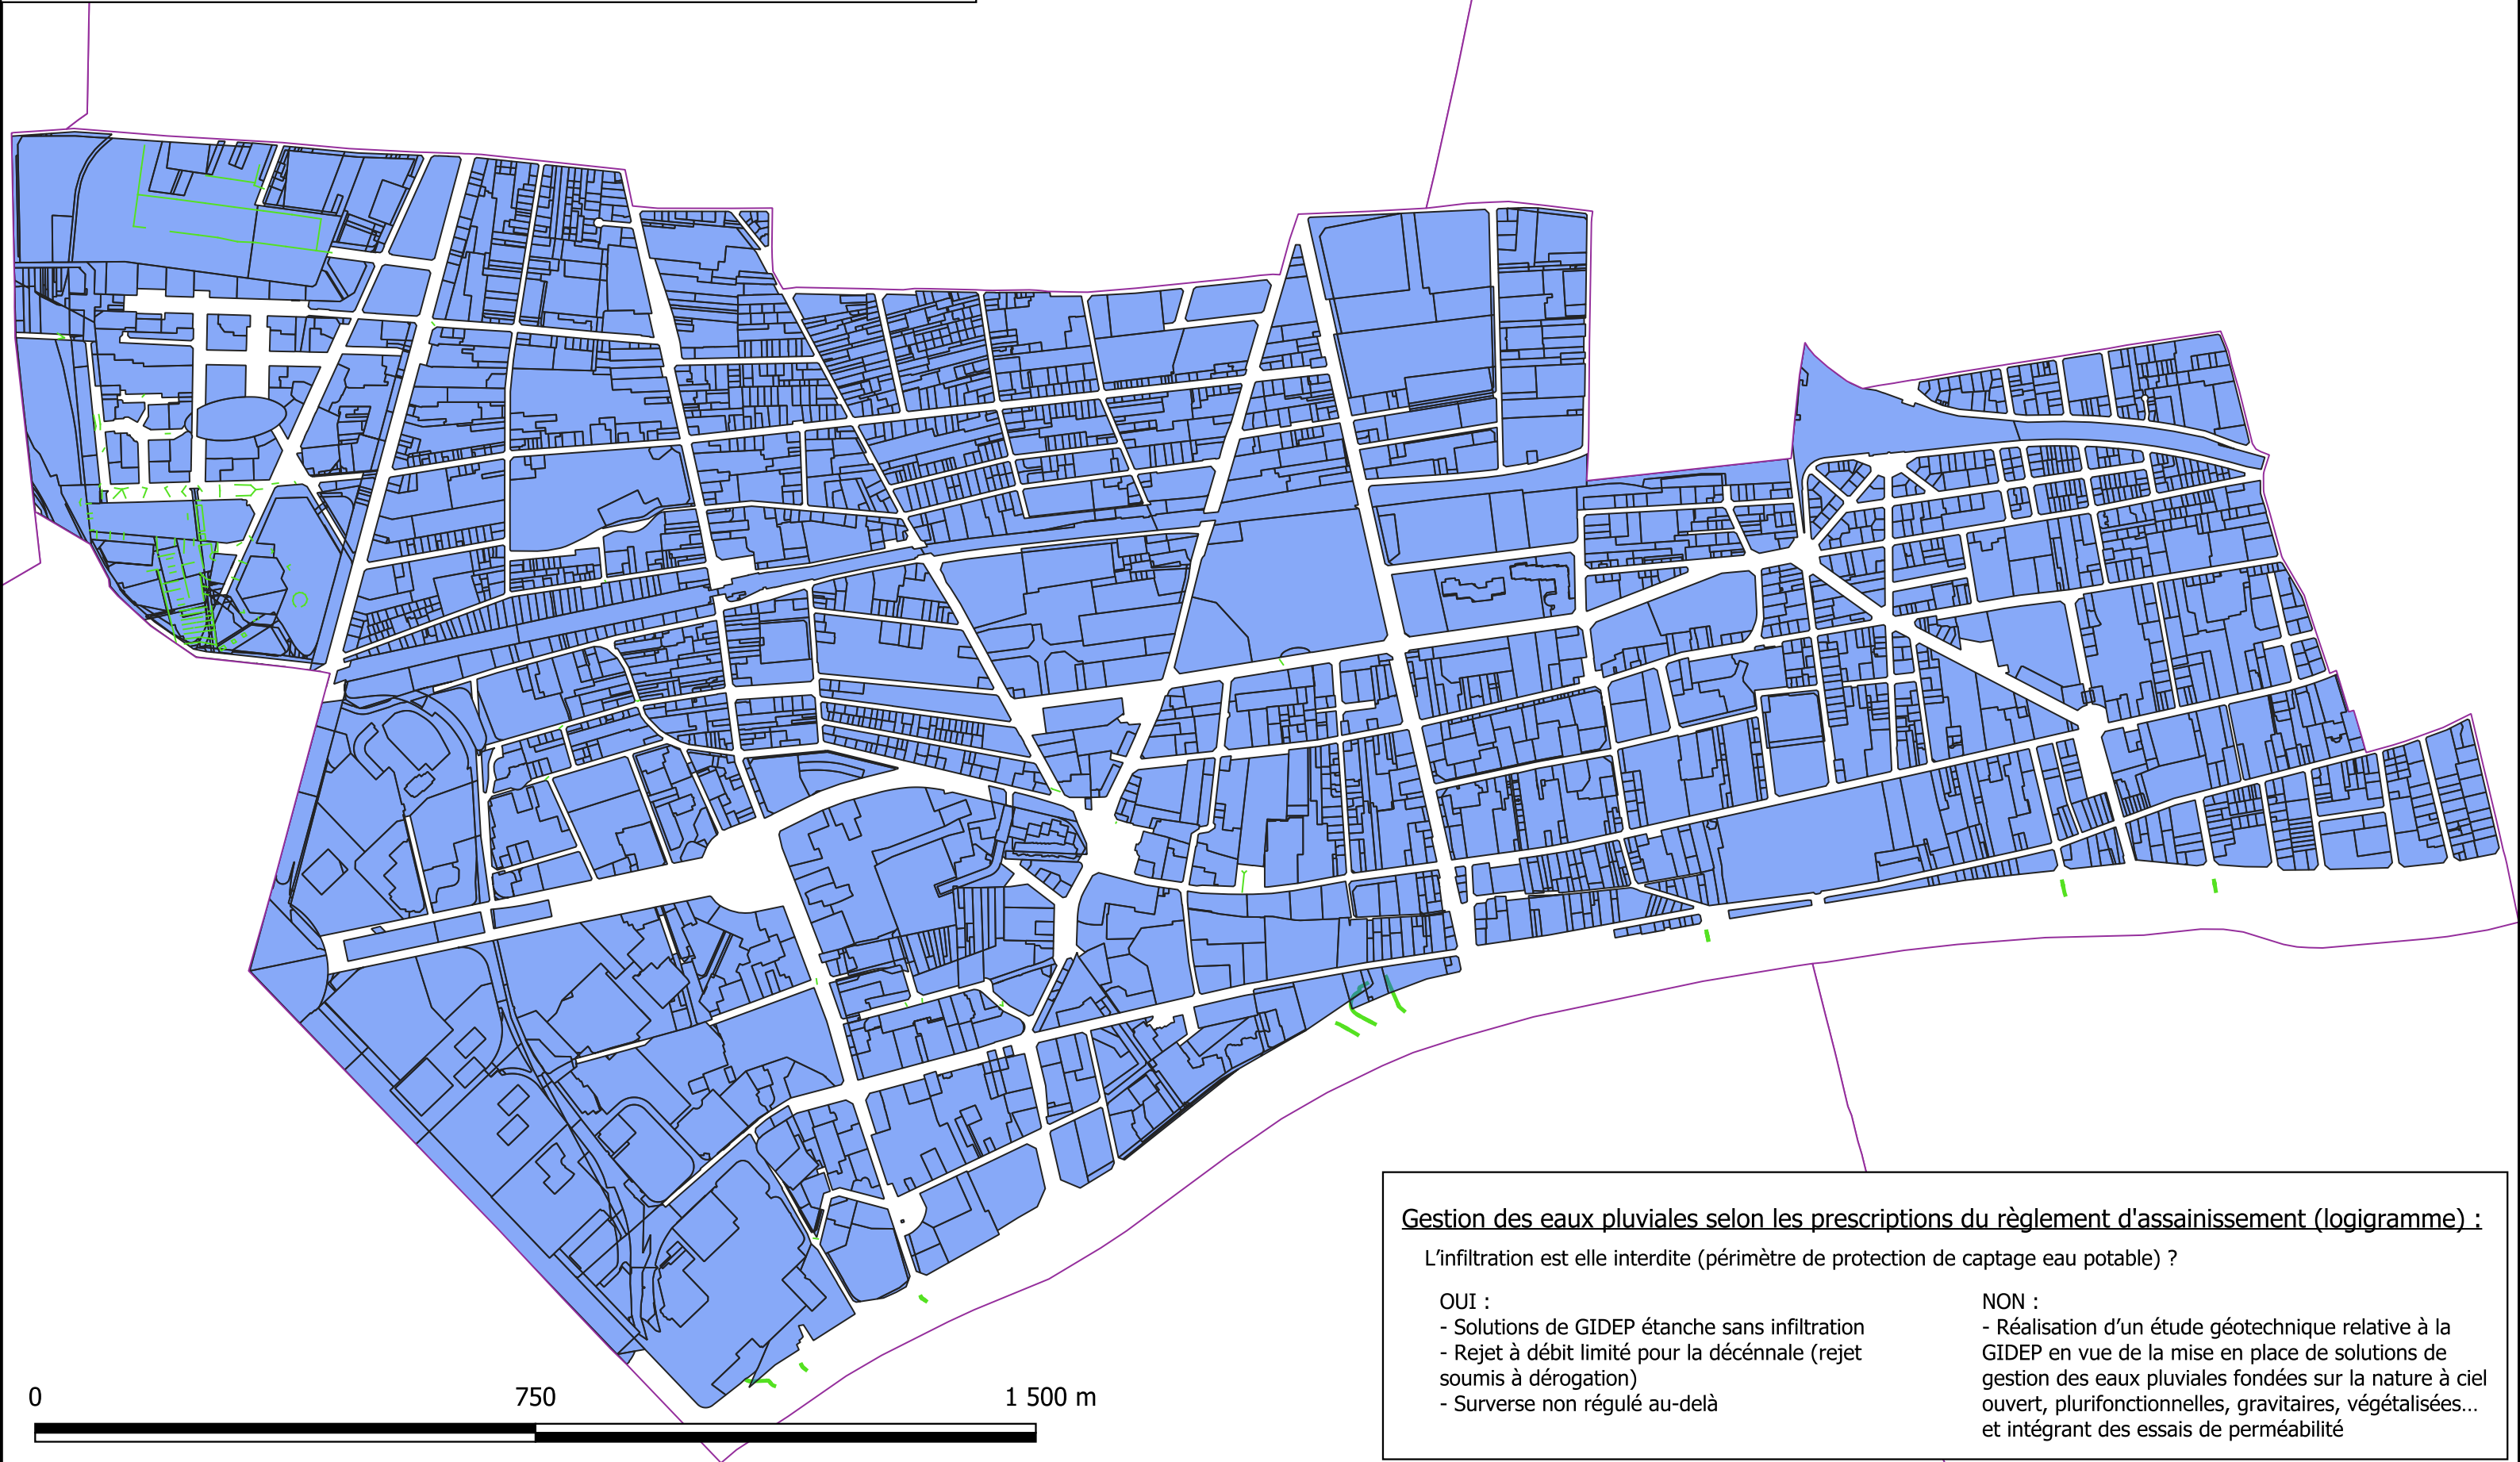 Gestion des eaux pluviales selon les prescriptions du règlement d'assainissement (logigramme) :
L'infiltration est elle interdite (périmètre de protection de captage eau potable) ?
OUI :
- Solutions de GIDEP étanche sans infiltration
- Rejet à débit limité pour la décénnale (rejet
soumis à dérogation)
- Surverse non régulé au-delà
NON :
- Réalisation d'un étude géotechnique relative à la
GIDEP en vue de la mise en place de solutions de
gestion des eaux pluviales fondées sur la nature à ciel
ouvert, plurifonctionnelles, gravitaires, végétalisées...
et intégrant des essais de perméabilité
0 750 1 500 m